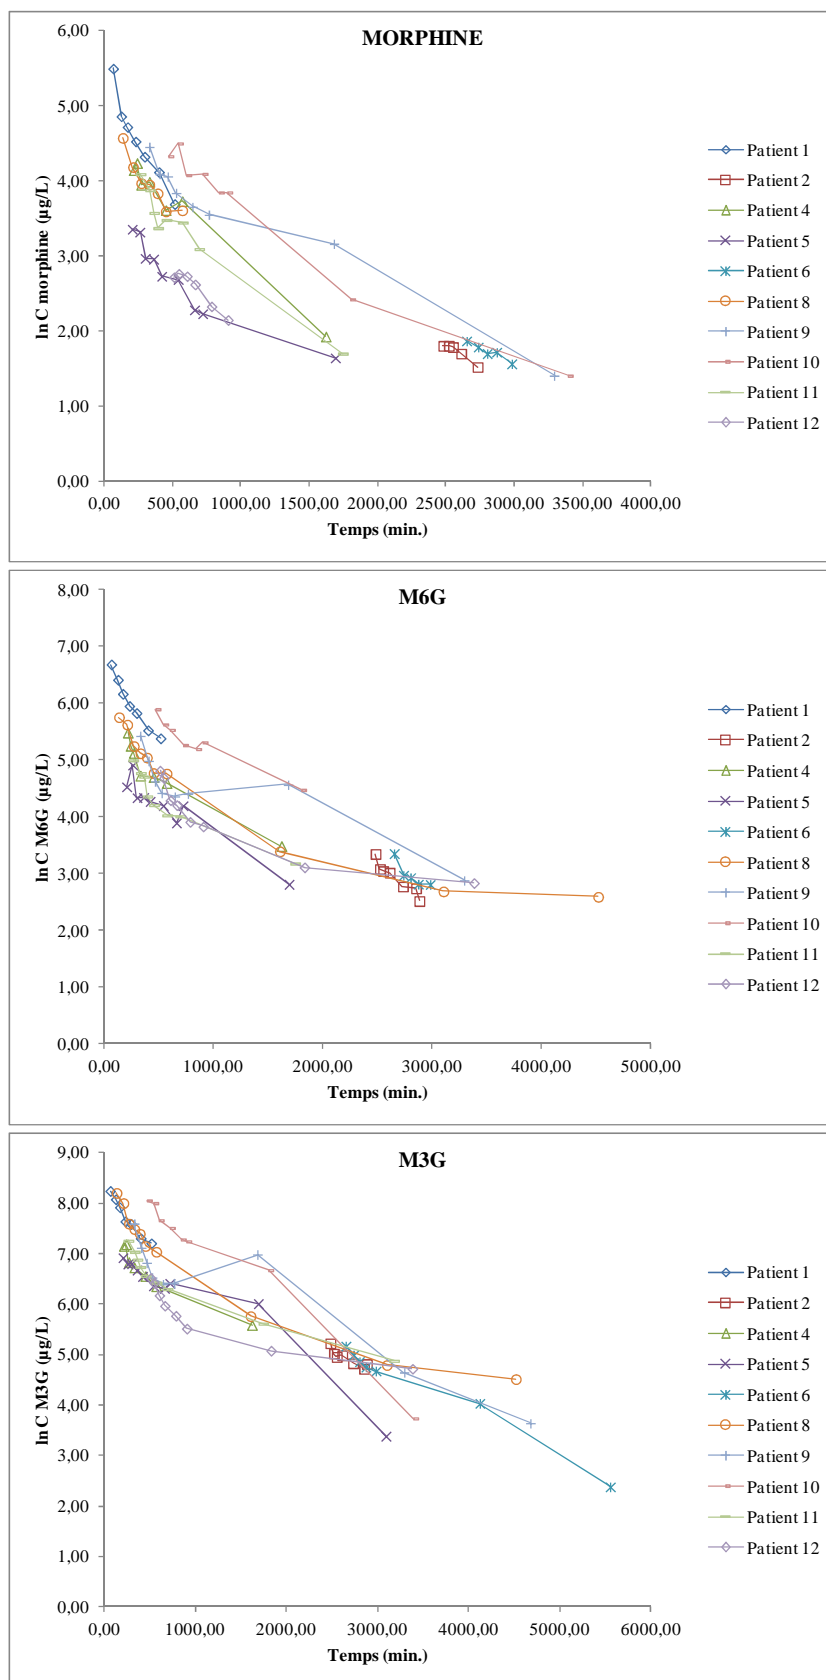 MORPHINE
ln C morphine (µg/L)
6,00
5,00
4,00
3,00
2,00
1,00
0,00
0,00 500,00 1000,00 1500,00 2000,00 2500,00 3000,00 3500,00 4000,00
Temps (min.)
Patient 1
Patient 2
Patient 4
Patient 5
Patient 6
Patient 8
Patient 9
Patient 10
Patient 11
Patient 12
M6G
ln C M6G (µg/L)
8,00
7,00
6,00
5,00
4,00
3,00
2,00
1,00
0,00
0,00 1000,00 2000,00 3000,00 4000,00 5000,00
Temps (min.)
Patient 1
Patient 2
Patient 4
Patient 5
Patient 6
Patient 8
Patient 9
Patient 10
Patient 11
Patient 12
M3G
ln C M3G (µg/L)
9,00
8,00
7,00
6,00
5,00
4,00
3,00
2,00
1,00
0,00
0,00 1000,00 2000,00 3000,00 4000,00 5000,00 6000,00
Temps (min.)
Patient 1
Patient 2
Patient 4
Patient 5
Patient 6
Patient 8
Patient 9
Patient 10
Patient 11
Patient 12